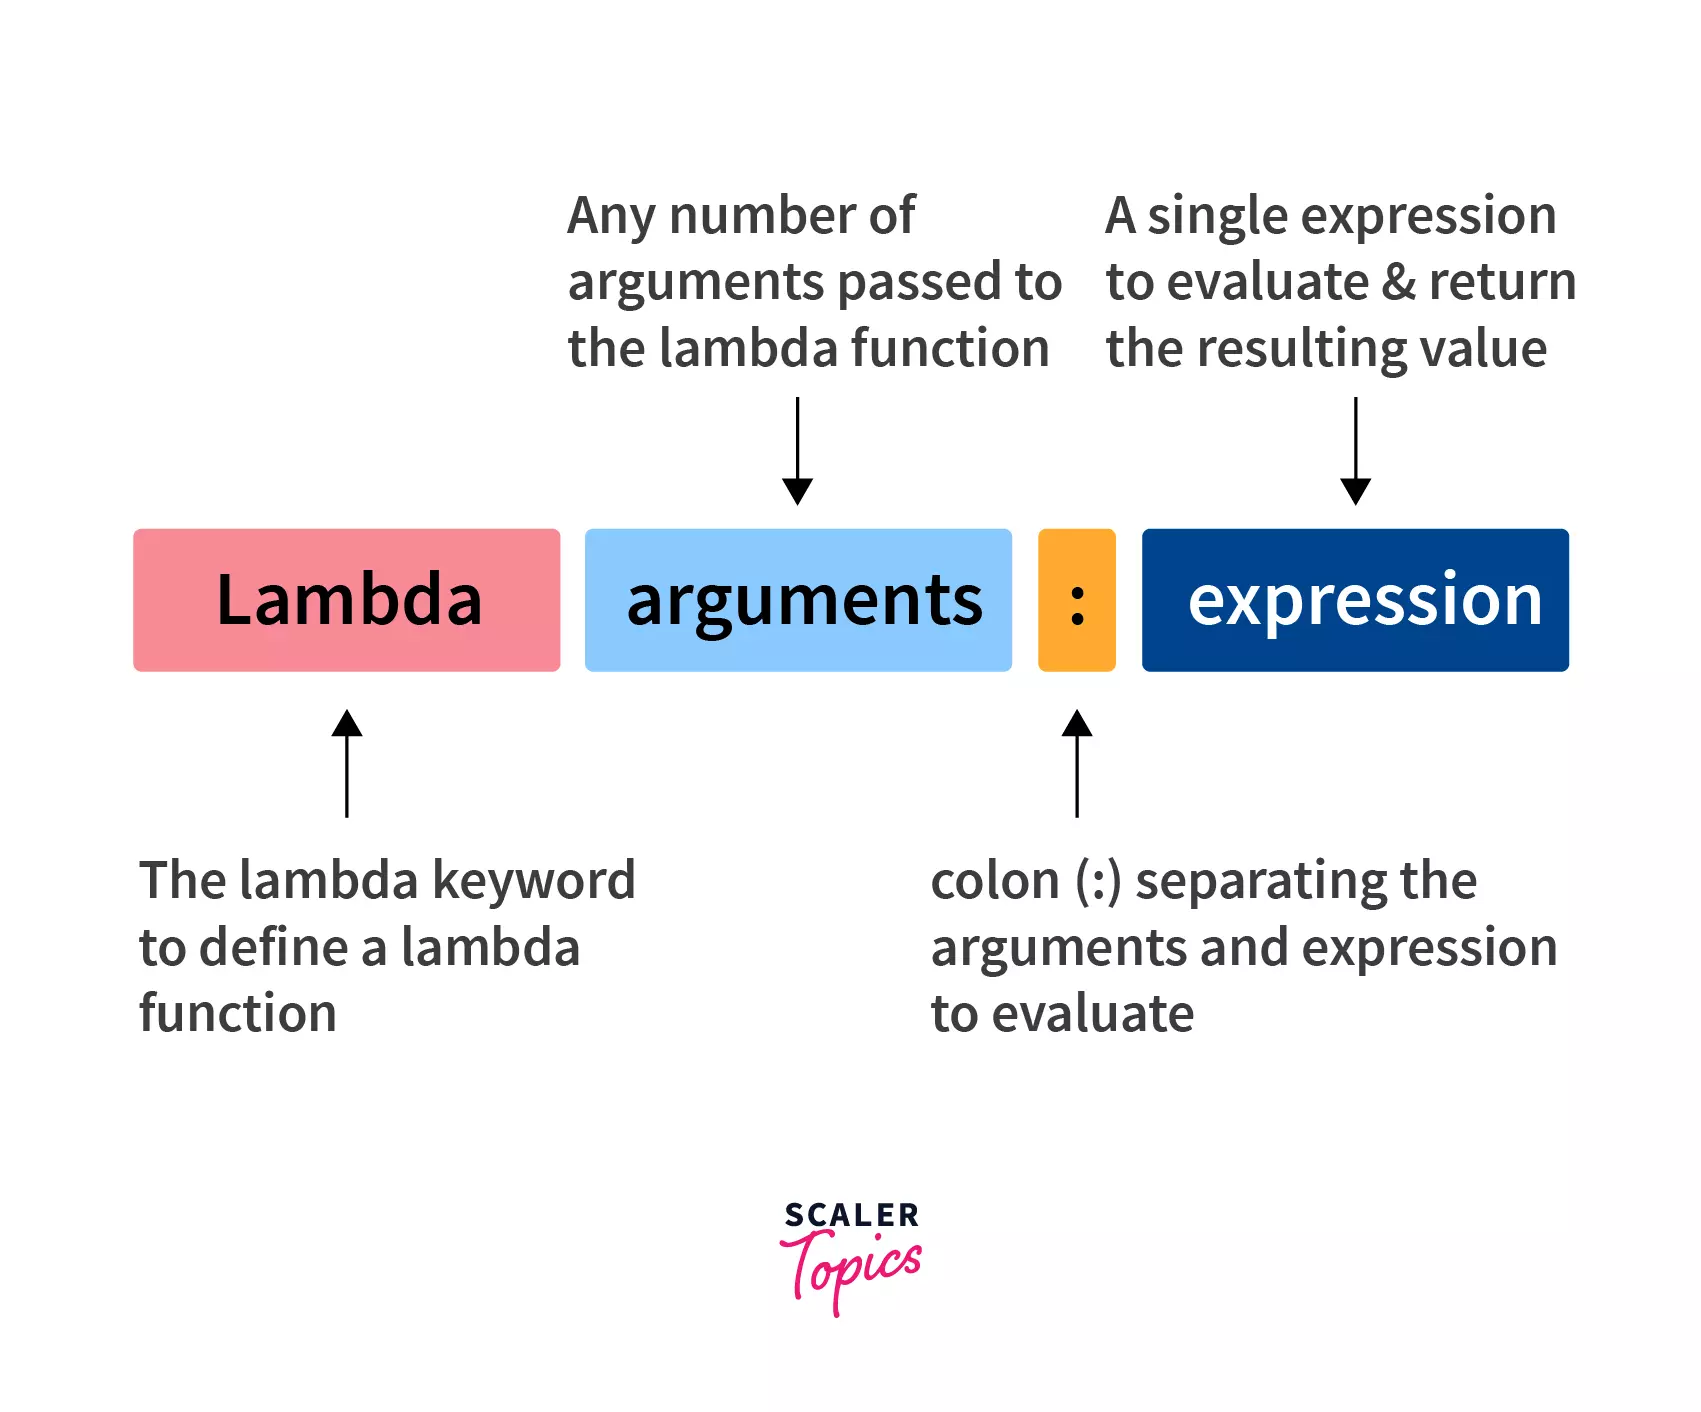 Any number of
arguments passed to
the lambda function
A single expression
to evaluate & return
the resulting value
Lambda arguments : expression
The lambda keyword
to define a lambda
function
colon (:) separating the
arguments and expression
to evaluate
SCALER
Topics